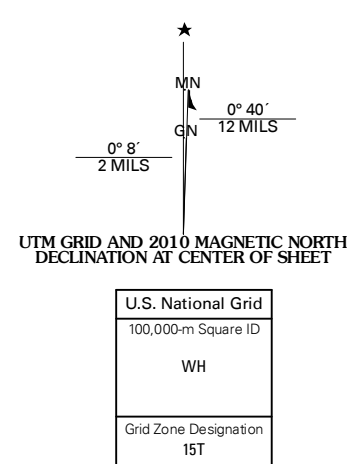 MN
0° 40´
12 MILS
GN
0° 8´
2 MILS
UTM GRID AND 2010 MAGNETIC NORTH
DECLINATION AT CENTER OF SHEET
U.S. National Grid
100,000-m Square ID
WH
Grid Zone Designation
15T